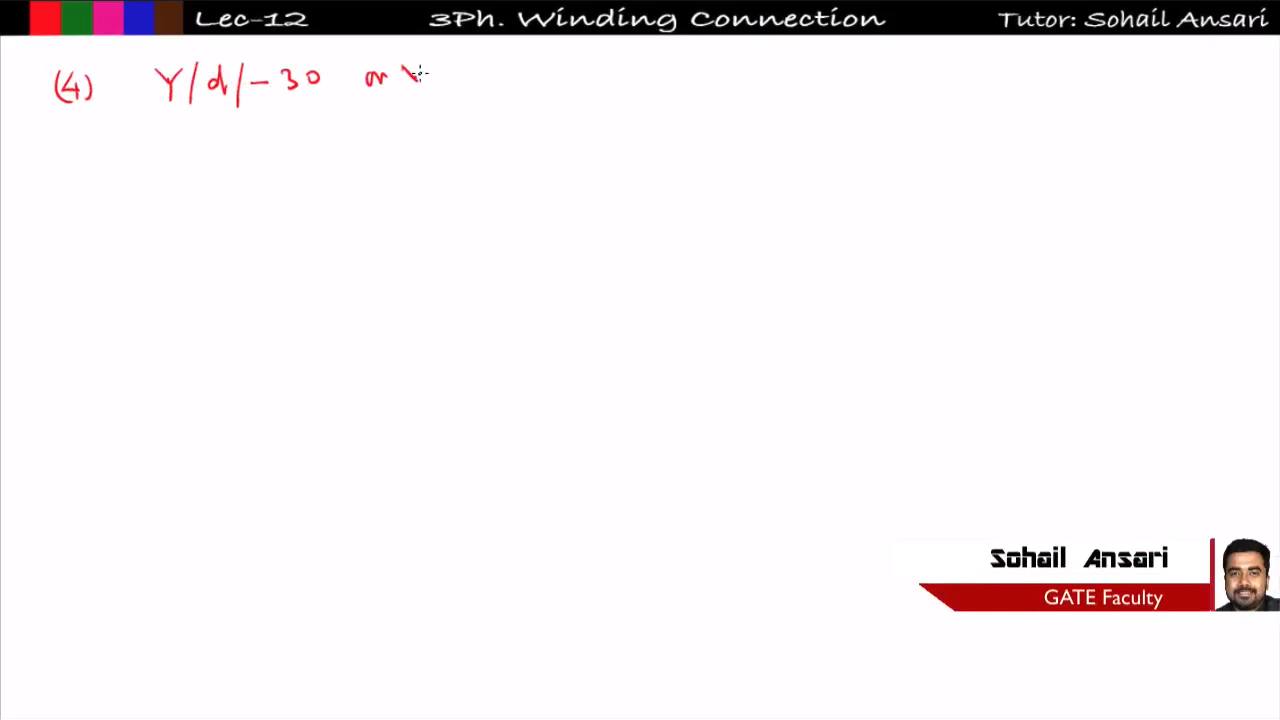 Lec-12 3Ph. Winding Connection Tutor: Sohail Ansari
(4) Y/d/-30 or
Sohail Ansari
GATE Faculty